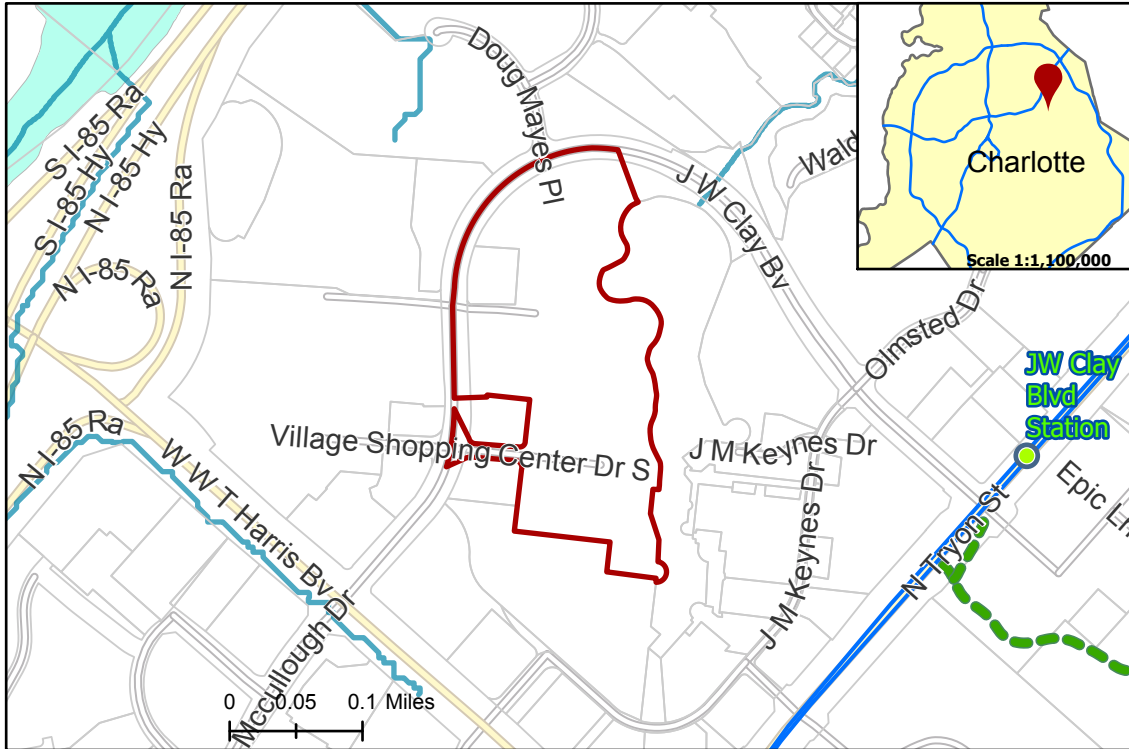 Doug Mayes Pl
J W Clay Bv
Wald
Charlotte
Scale 1:1,100,000
S I-85 Ra
S I-85 Hy
N I-85 Hy
N I-85 Ra
N I-85 Ra
Olmsted Dr
JW Clay
Blvd
Station
N I-85 Ra
W W T Harris Bv
Village Shopping Center Dr S
J M Keynes Dr
J M Keynes Dr
Epic Ln
N Tryon St
Mccullough Dr
0 0.05 0.1 Miles